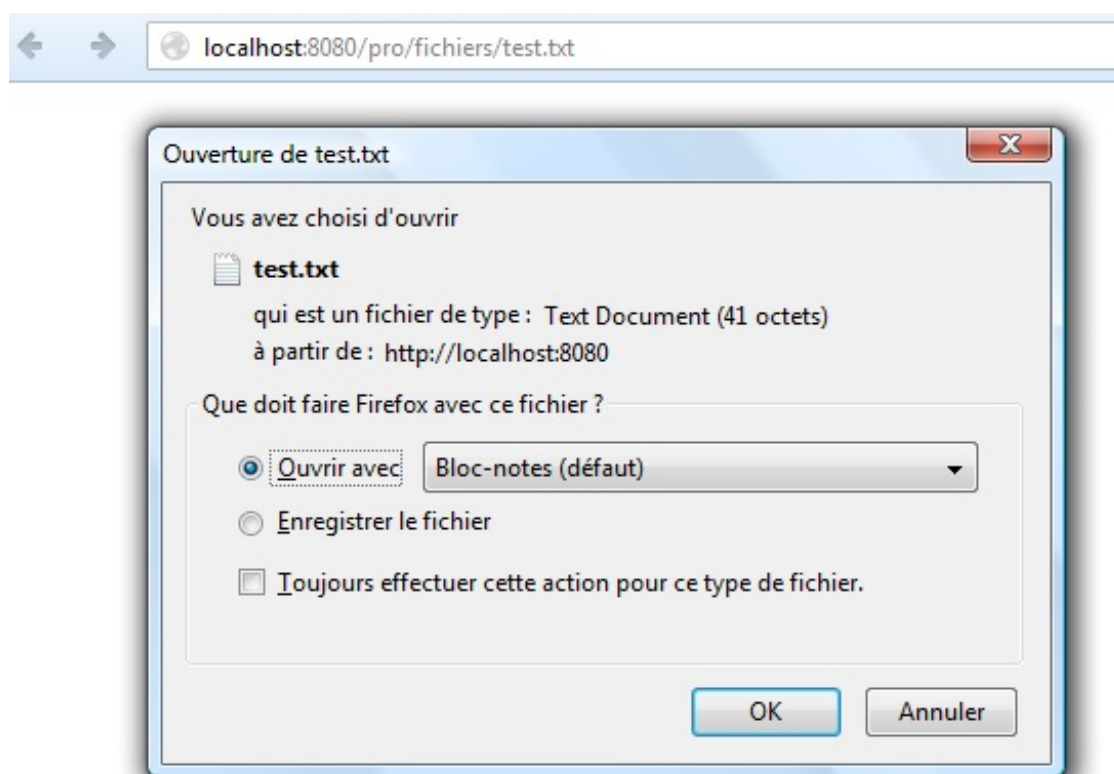 localhost:8080/pro/fichiers/test.txt
Ouverture de test.txt
Vous avez choisi d'ouvrir
test.txt
qui est un fichier de type : Text Document (41 octets)
à partir de : http://localhost:8080
Que doit faire Firefox avec ce fichier ?
Ouvrir avec Bloc-notes (défaut)
Enregistrer le fichier
Toujours effectuer cette action pour ce type de fichier.
OK Annuler